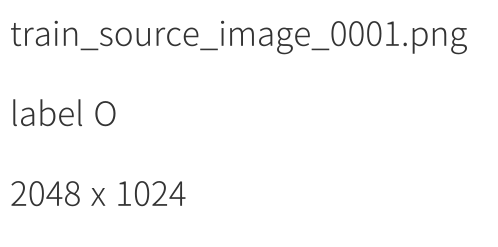 train_source_image_0001.png
label O
2048 x 1024